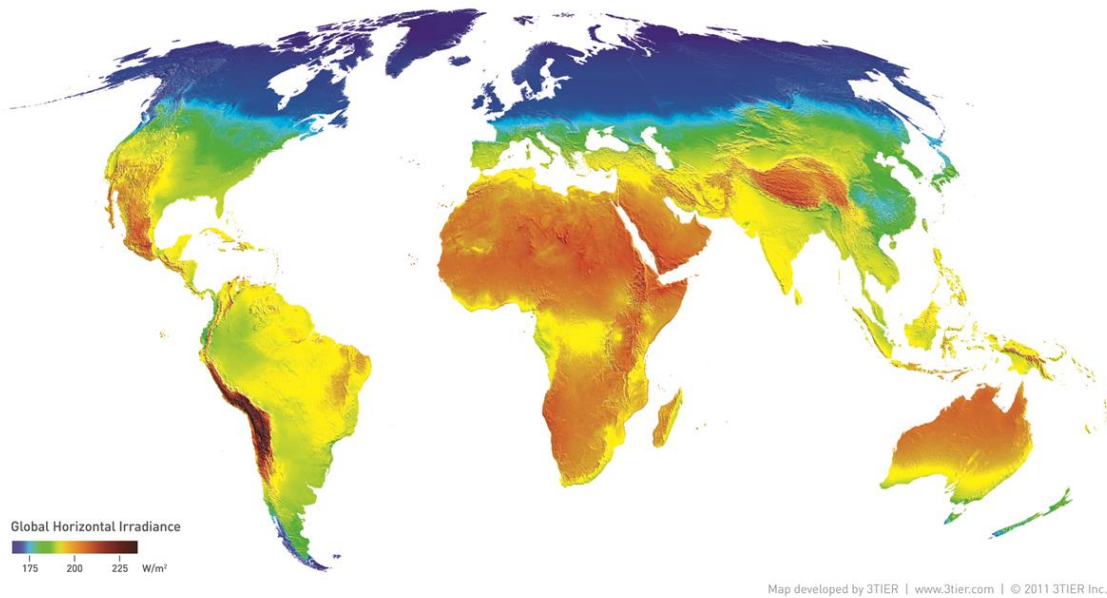 Global Horizontal Irradiance
175 200 225 W/m²
Map developed by 3TIER | www.3tier.com | © 2011 3TIER Inc.